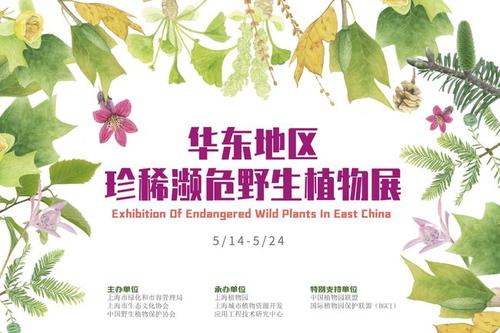 华东地区
珍稀濒危野生植物展
Exhibition Of Endangered Wild Plants In East China
5/14-5/24
主办单位
上海市绿化和市容管理局
上海市生态文化协会
中国野生植物保护协会
承办单位
上海植物园
上海城市植物资源开发
应用工程技术研究中心
特别支持单位
中国植物园联盟
国际植物园保护联盟（BGCI）